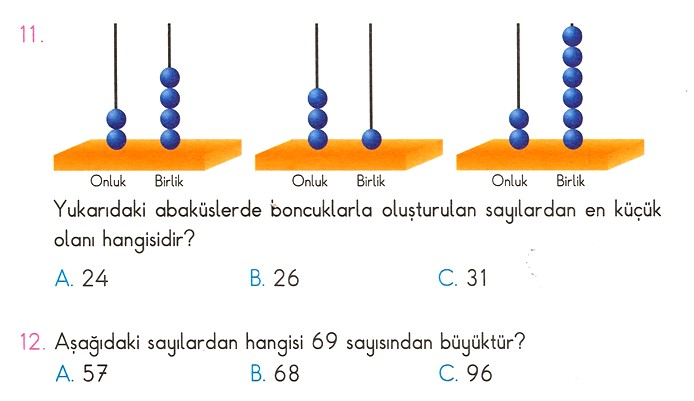 11.
Onluk Birlik Onluk Birlik Onluk Birlik
Yukarıdaki abaküslerde boncuklarla oluşturulan sayılardan en küçük
olanı hangisidir?
A. 24 B. 26 C. 31
12. Aşağıdaki sayılardan hangisi 69 sayısından büyüktür?
A. 57 B. 68 C. 96